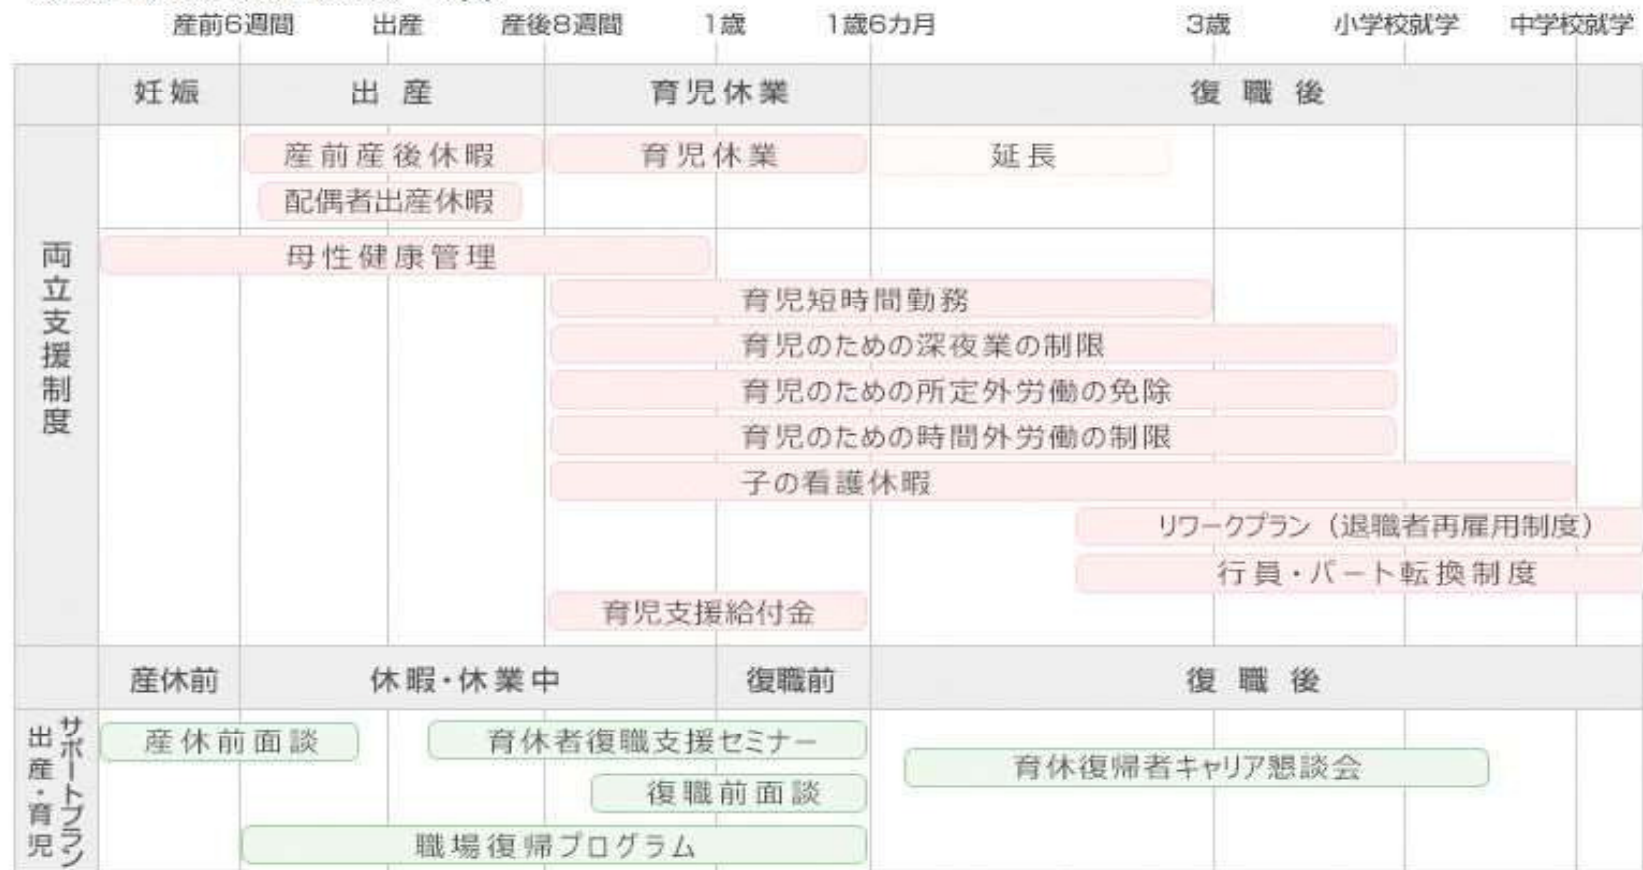 産前6週間 出産 産後8週間 1歳 1歳6カ月 3歳 小学校就学 中学校就学
妊娠 出産 育児休業 復職後
両立支援制度
産前産後休暇 育児休業 延長
配偶者出産休暇
母性健康管理
育児短時間勤務
育児のための深夜業の制限
育児のための所定外労働の免除
育児のための時間外労働の制限
子の看護休暇
リワークプラン（退職者再雇用制度）
行員・パート転換制度
育児支援給付金
産休前 休暇・休業中 復職前 復職後
出産・育児
サポートプラン
産休前面談 育休者復職支援セミナー
育休復帰者キャリア懇談会
復職前面談
職場復帰プログラム